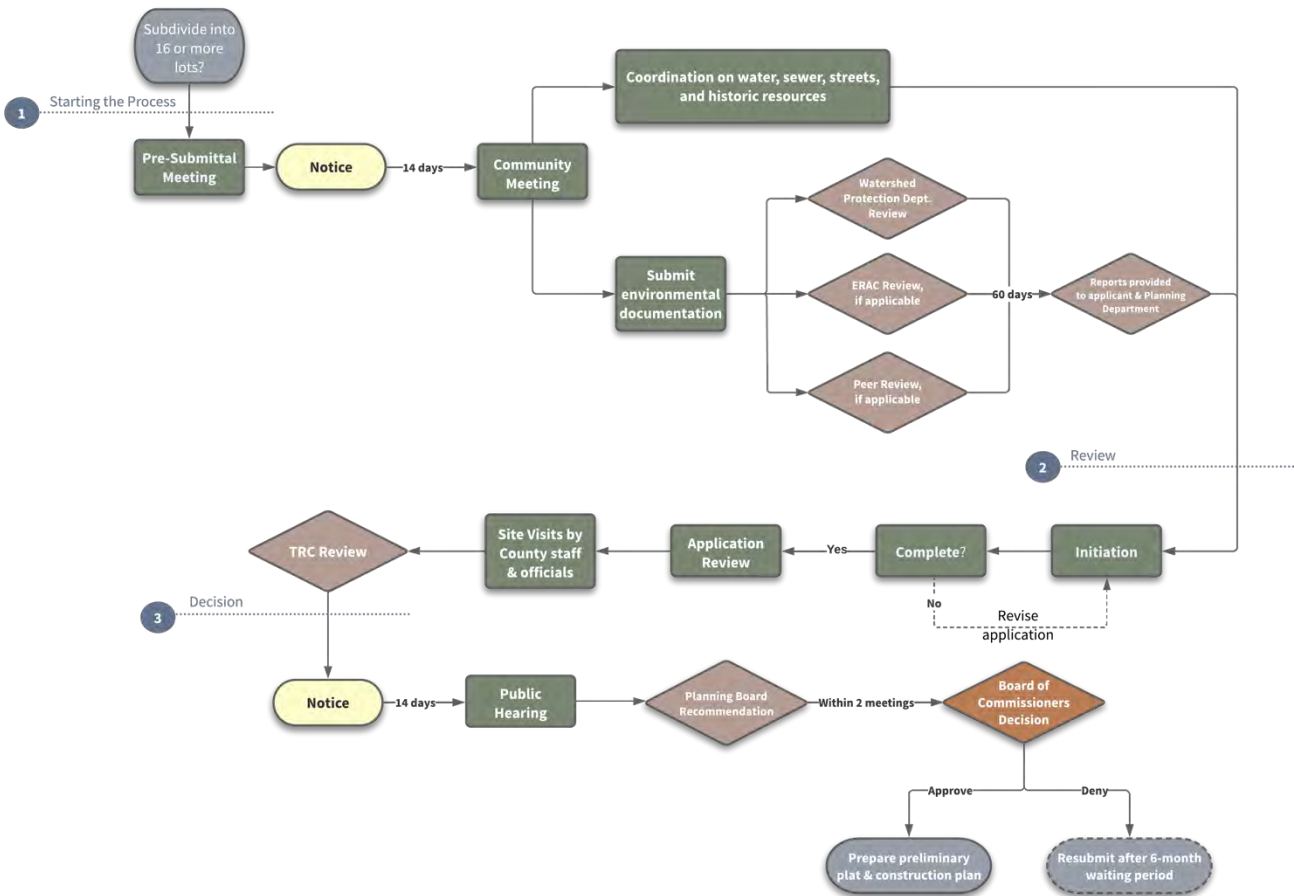 Subdivide into
16 or more
lots?
1
Starting the Process
Pre-Submittal
Meeting
Notice
14 days
Community
Meeting
Coordination on water, sewer, streets,
and historic resources
Submit
environmental
documentation
Watershed
Protection Dept.
Review
ERAC Review,
if applicable
Peer Review,
if applicable
60 days
Reports provided
to applicant & Planning
Department
2
Review
Initiation
Complete?
Yes
No
Revise
application
Application
Review
Site Visits by
County staff
& officials
TRC Review
3
Decision
Notice
14 days
Public
Hearing
Planning Board
Recommendation
Within 2 meetings
Board of
Commissioners
Decision
Approve
Deny
Prepare preliminary
plat & construction plan
Resubmit after 6-month
waiting period